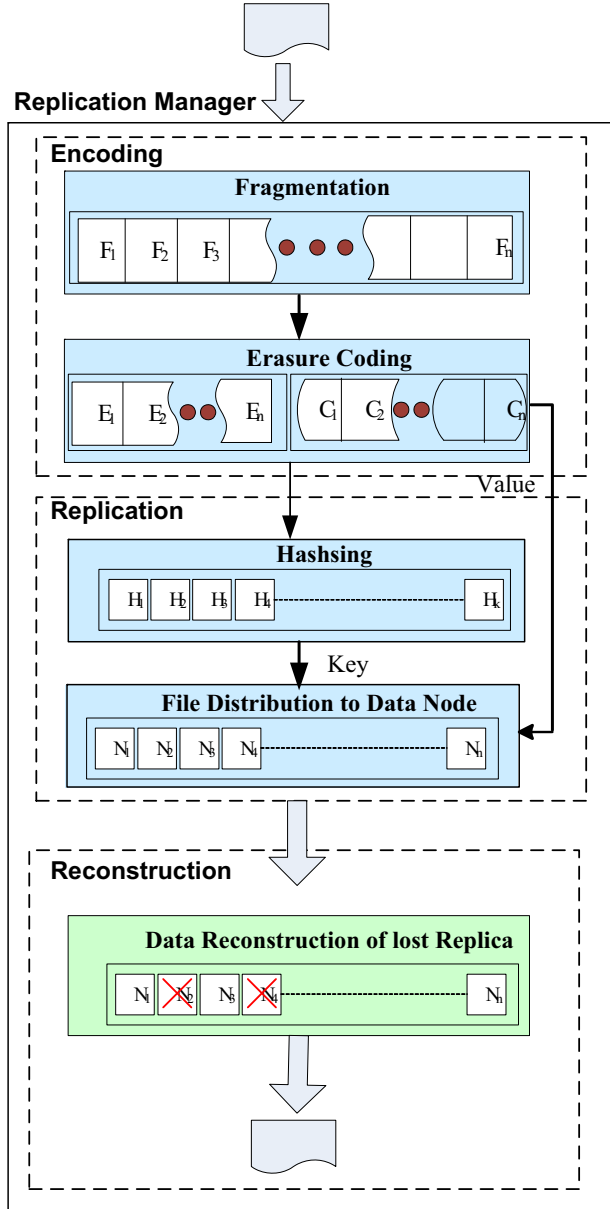 Replication Manager
Encoding
Fragmentation
F1 F2 F3 Fn
Erasure Coding
E1 E2 En C1 C2 Cn
Value
Replication
Hashsing
H1 H2 H3 H4 Hk
Key
File Distribution to Data Node
N1 N2 N3 N4 Nn
Reconstruction
Data Reconstruction of lost Replica
N1 N2 N3 N4 Nn